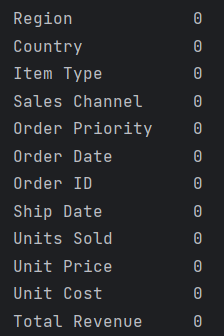 Region 0
Country 0
Item Type 0
Sales Channel 0
Order Priority 0
Order Date 0
Order ID 0
Ship Date 0
Units Sold 0
Unit Price 0
Unit Cost 0
Total Revenue 0